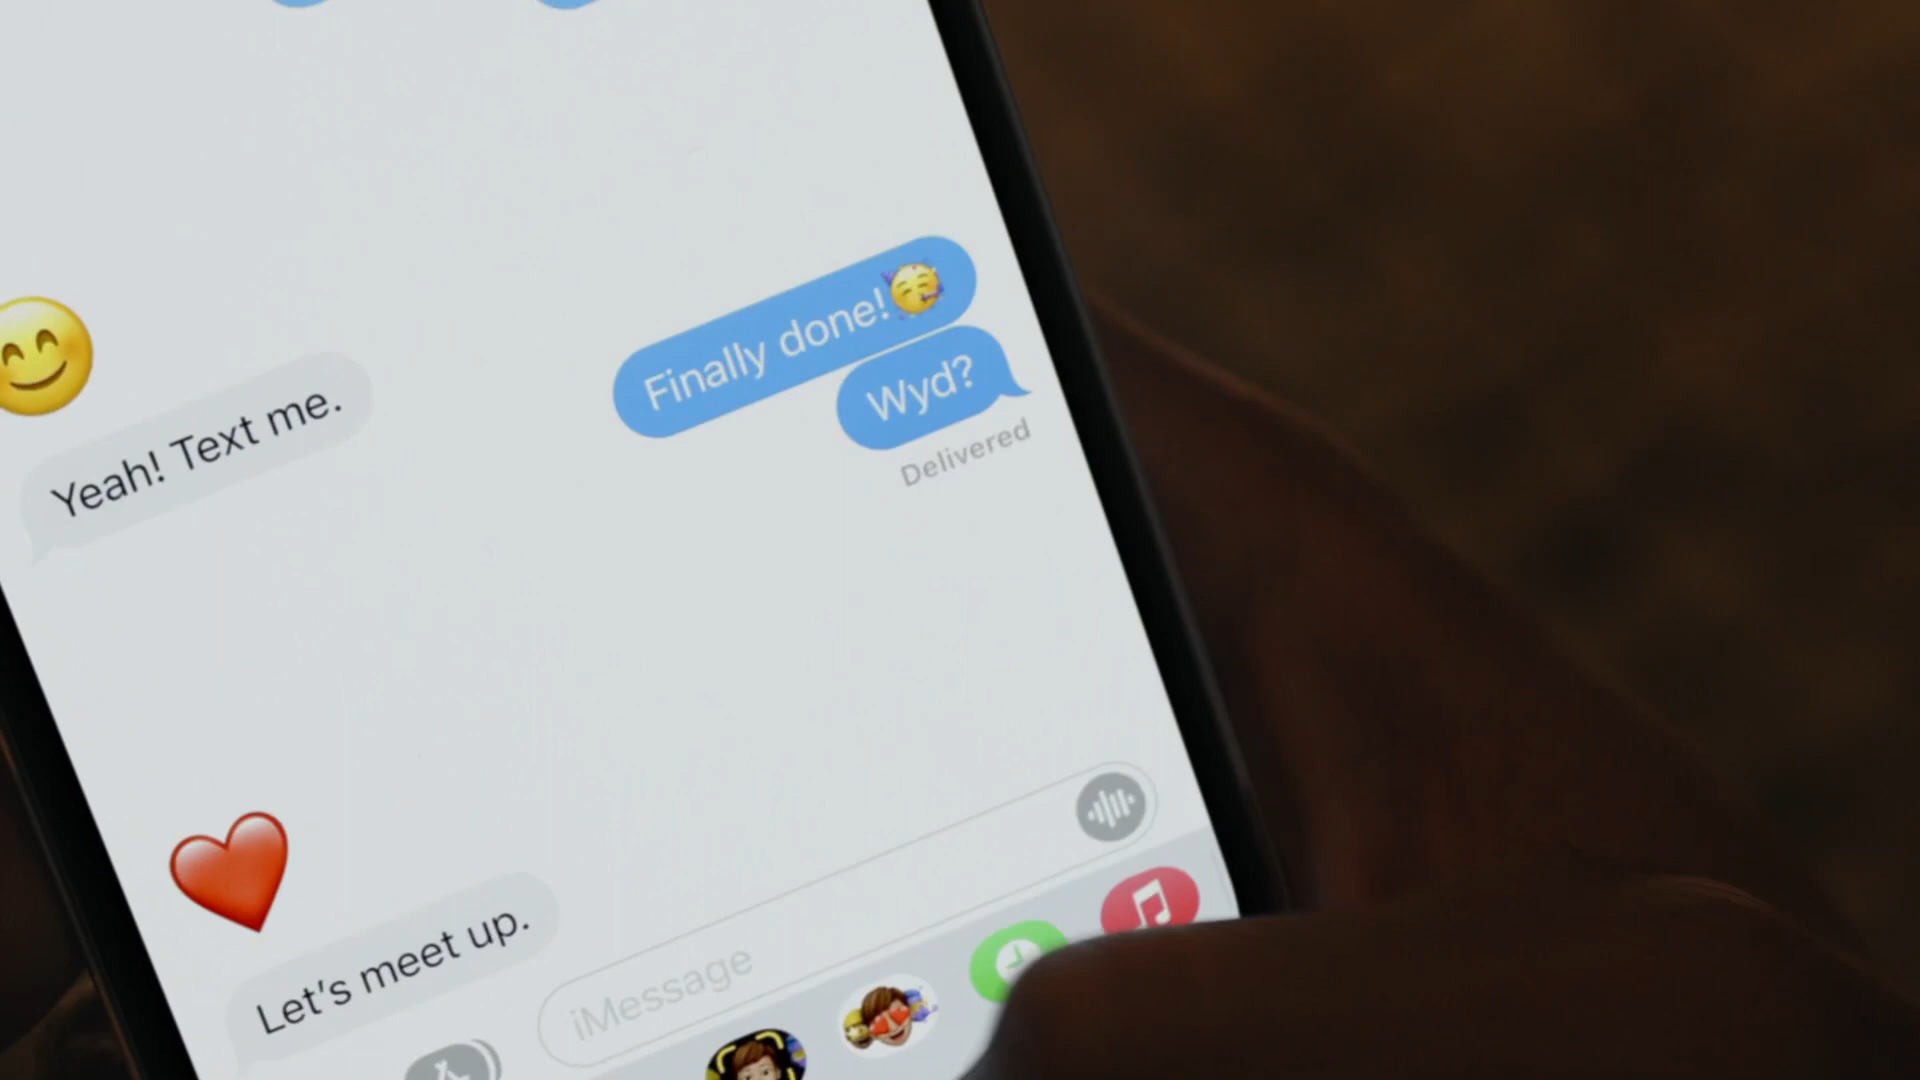 Yeah! Text me.
Finally done!🥳
Wyd?
Delivered
Let's meet up.
iMessage